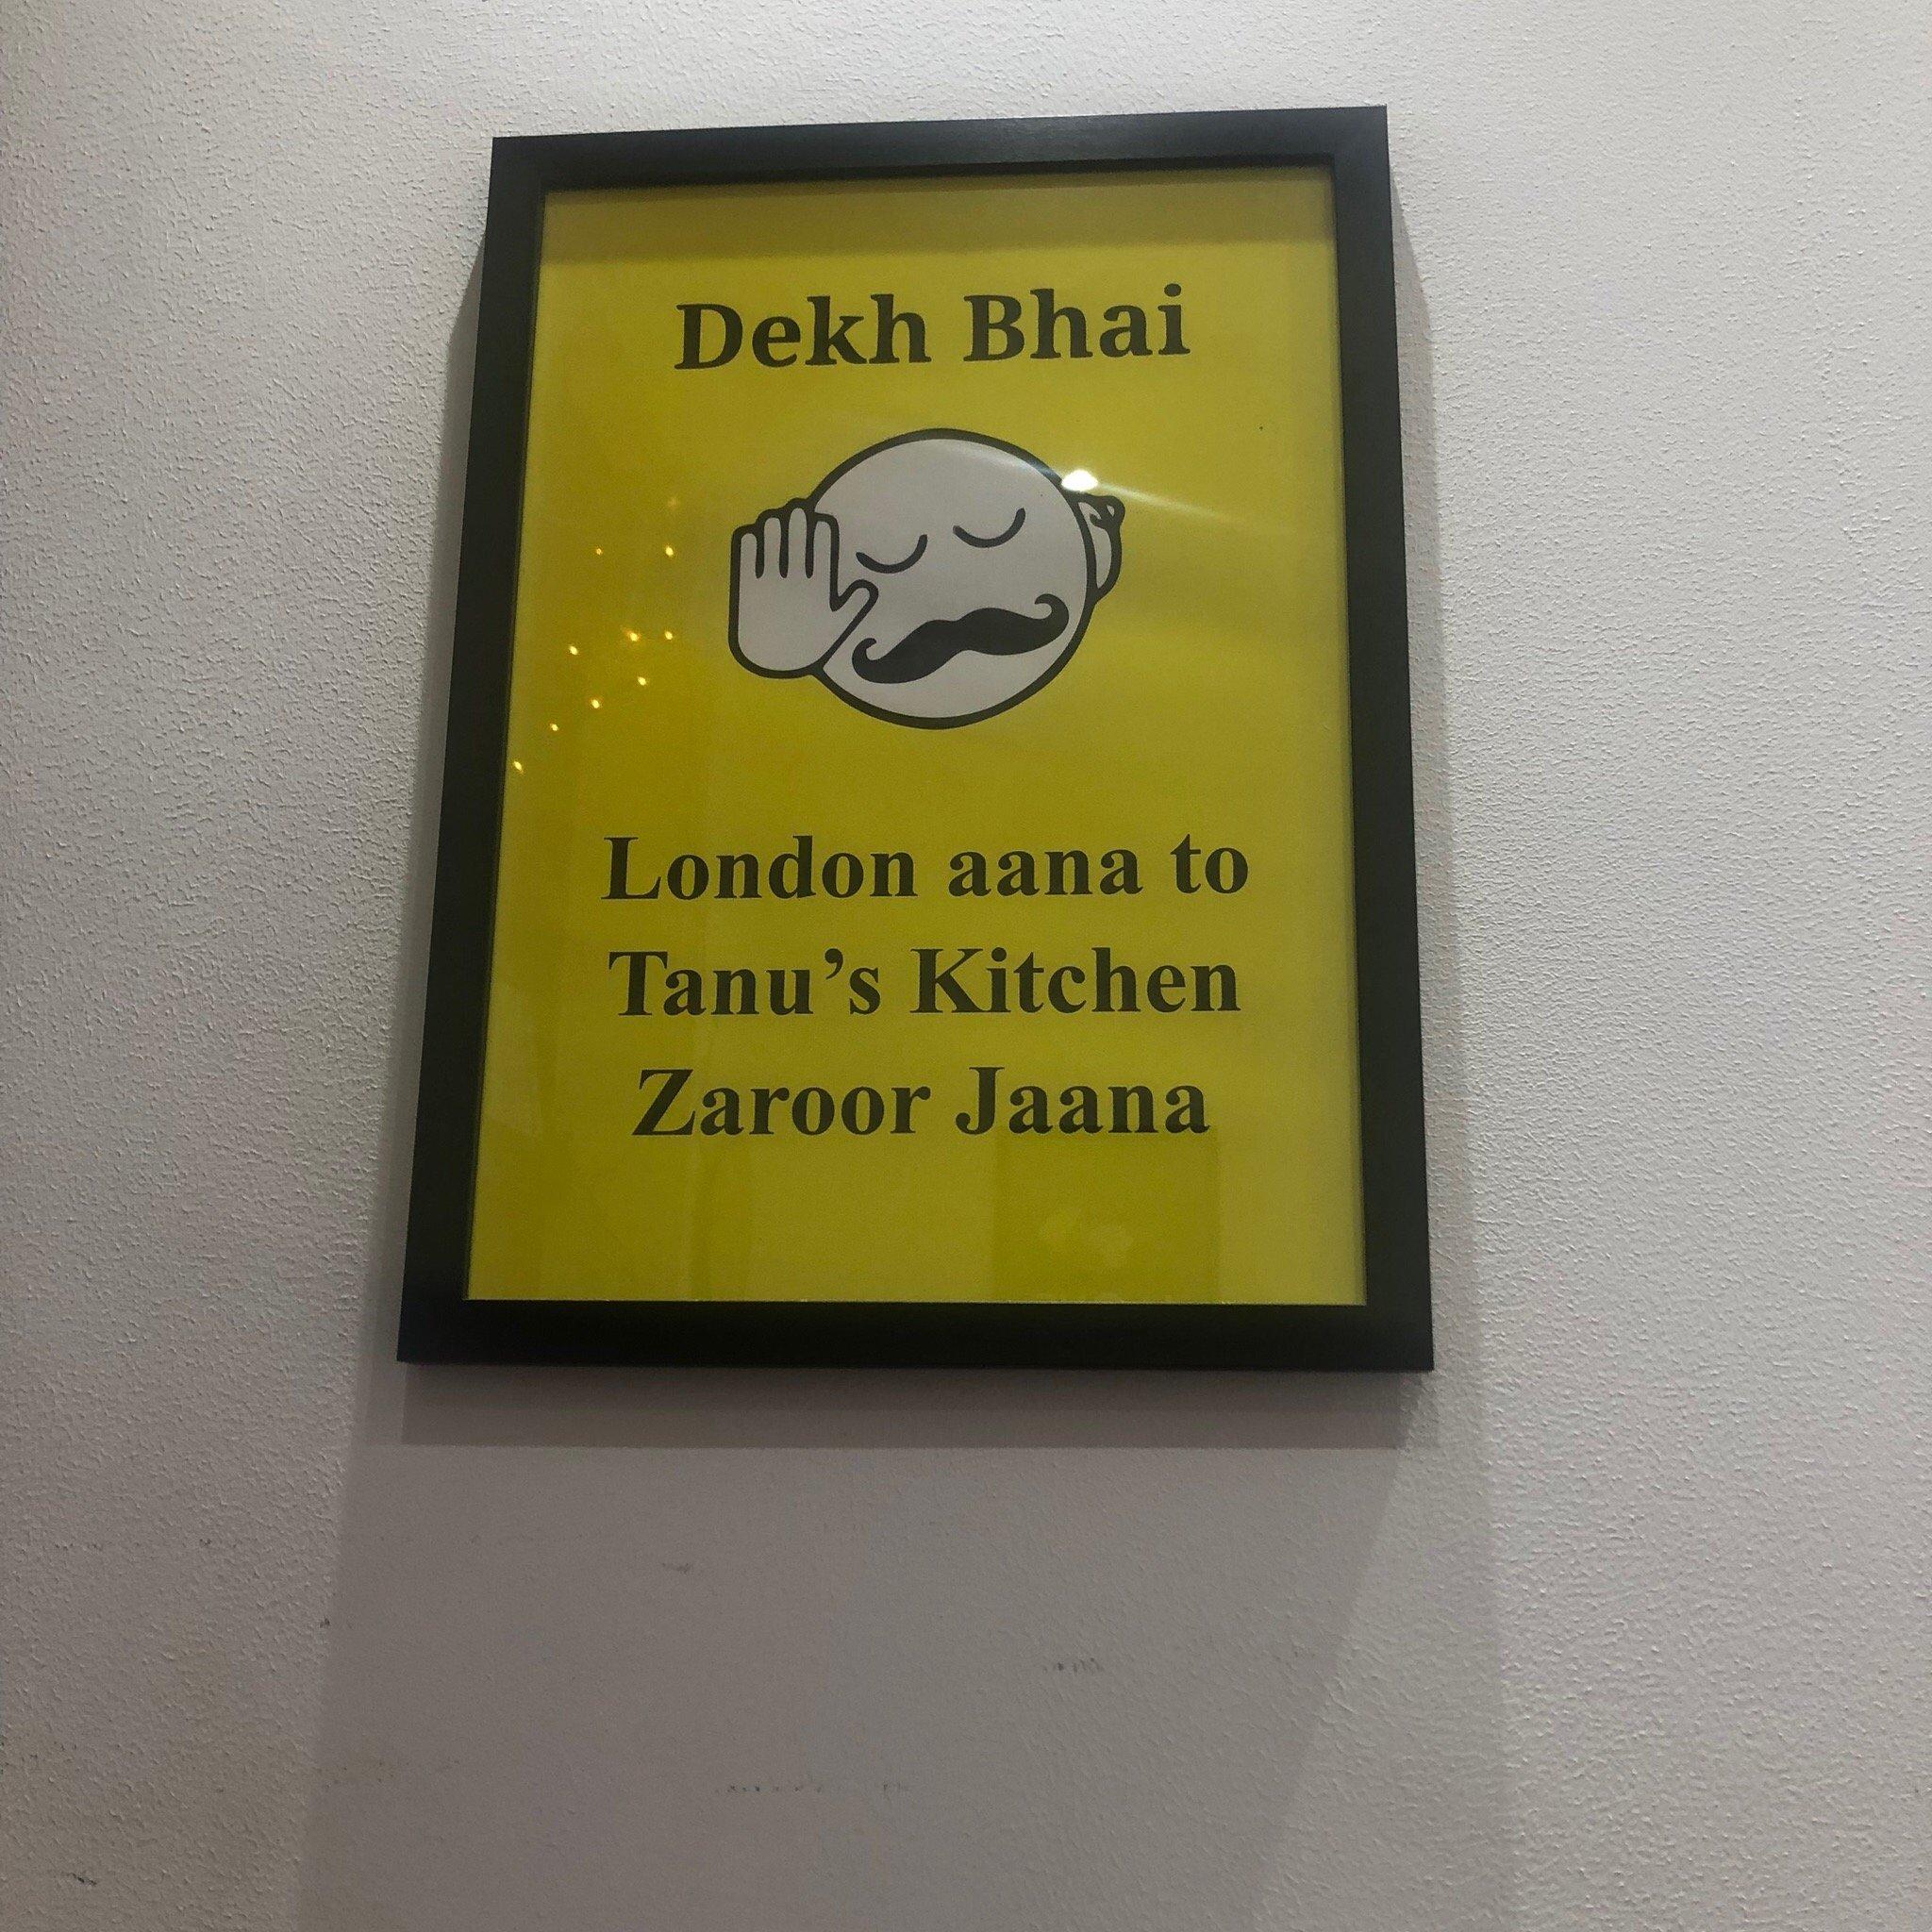 Dekh Bhai
London aana to
Tanu’s Kitchen
Zaroor Jaana